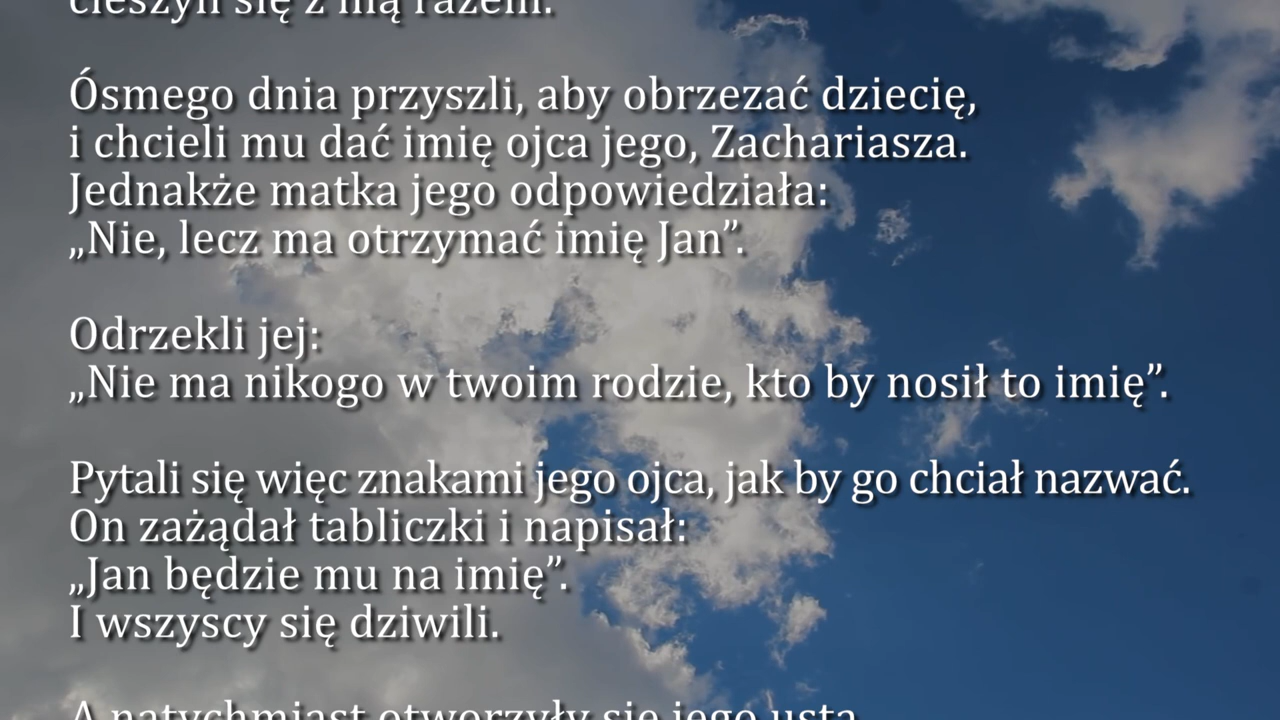 cieszyli się z nią razem.
Ósmego dnia przyszli, aby obrzezać dziecię,
i chcieli mu dać imię ojca jego, Zachariasza.
Jednakże matka jego odpowiedziała:
„Nie, lecz ma otrzymać imię Jan”.
Odrzekli jej:
„Nie ma nikogo w twoim rodzie, kto by nosił to imię”.
Pytali się więc znakami jego ojca, jak by go chciał nazwać.
On zażądał tabliczki i napisał:
„Jan będzie mu na imię”.
I wszyscy się dziwili.
A natychmiast otworzyły się jego usta